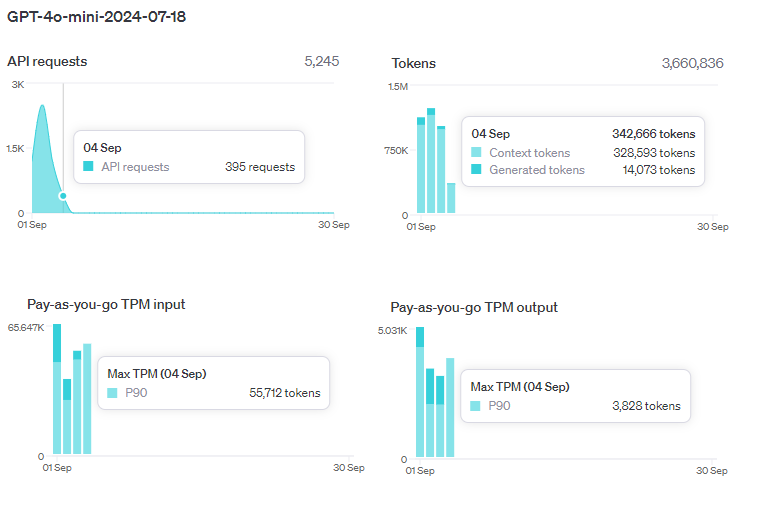 GPT-4o-mini-2024-07-18
API requests 5,245
3K
1.5K
0
01 Sep 30 Sep
04 Sep
API requests 395 requests
Tokens 3,660,836
1.5M
750K
0
01 Sep 30 Sep
04 Sep 342,666 tokens
Context tokens 328,593 tokens
Generated tokens 14,073 tokens
Pay-as-you-go TPM input
65.647K
0
01 Sep 30 Sep
Max TPM (04 Sep)
P90 55,712 tokens
Pay-as-you-go TPM output
5.031K
0
01 Sep 30 Sep
Max TPM (04 Sep)
P90 3,828 tokens